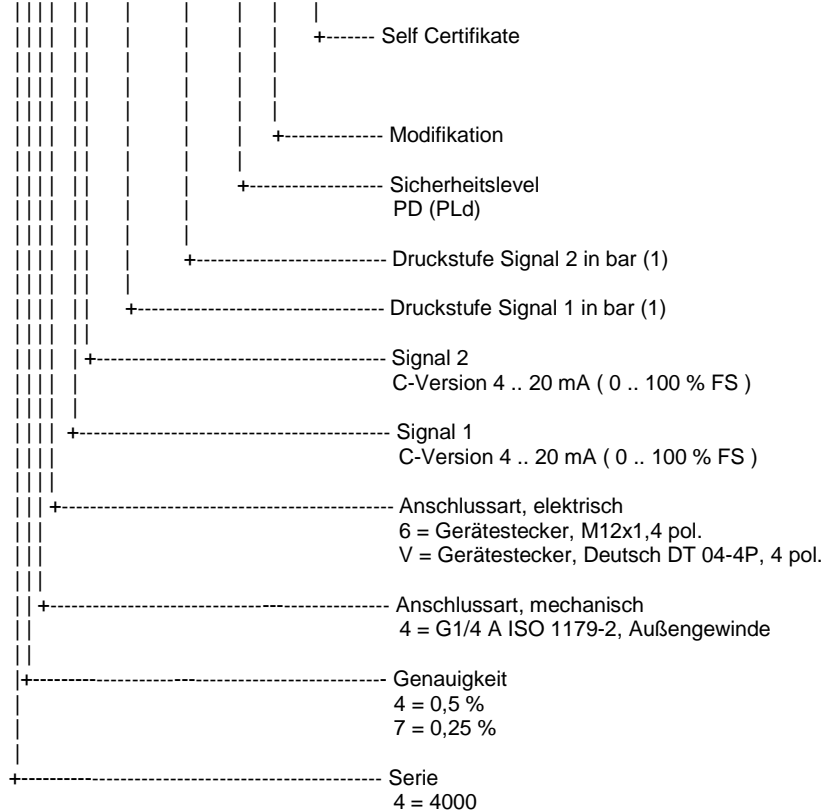 Self Certifikate
Modifikation
Sicherheitslevel
PD (PLd)
Druckstufe Signal 2 in bar (1)
Druckstufe Signal 1 in bar (1)
Signal 2
C-Version 4 .. 20 mA ( 0 .. 100 % FS )
Signal 1
C-Version 4 .. 20 mA ( 0 .. 100 % FS )
Anschlussart, elektrisch
6 = Gerätestecker, M12x1,4 pol.
V = Gerätestecker, Deutsch DT 04-4P, 4 pol.
Anschlussart, mechanisch
4 = G1/4 A ISO 1179-2, Außengewinde
Genauigkeit
4 = 0,5 %
7 = 0,25 %
Serie
4 = 4000